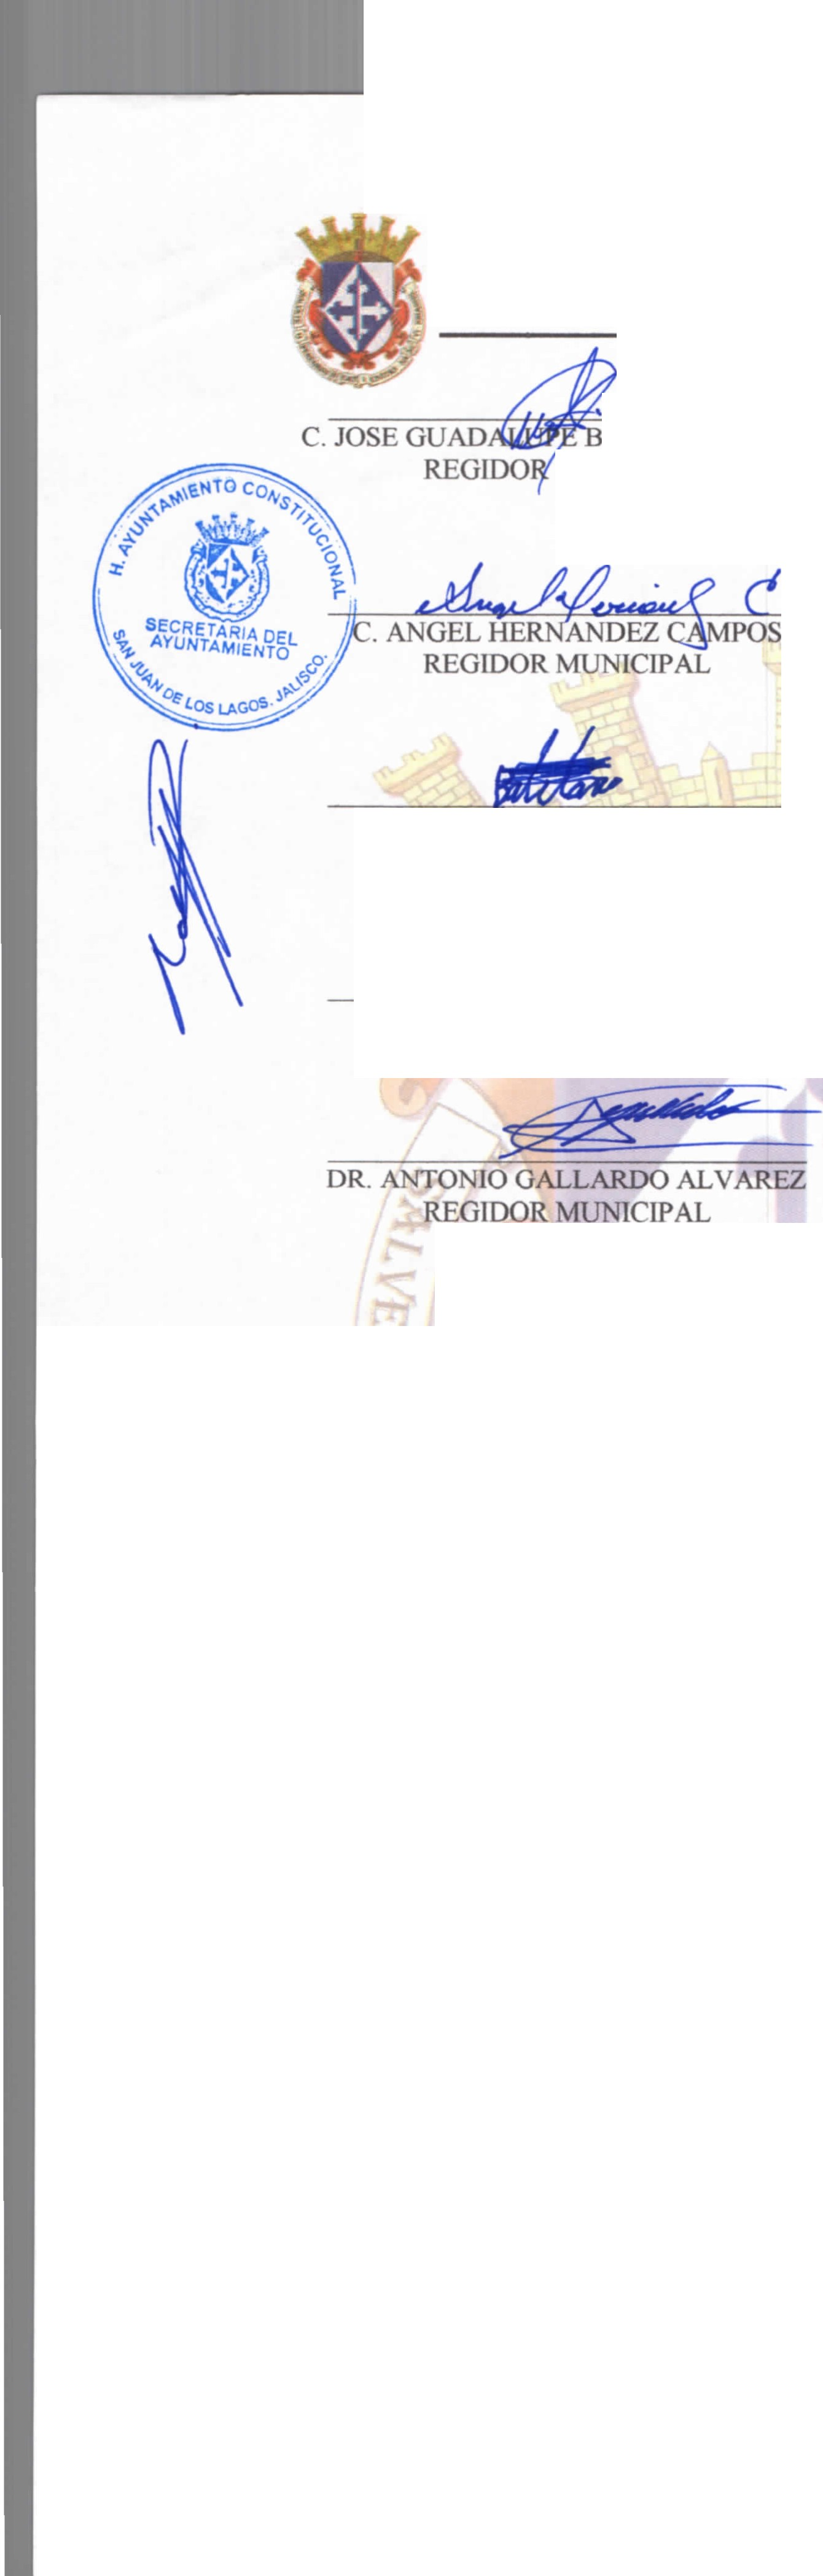 C. JOSE GUADALUPE B
REGIDOR
H. AYUNTAMIENTO CONSTITUCIONAL
SECRETARIA DEL
AYUNTAMIENTO
SAN JUAN DE LOS LAGOS, JALISCO.
C. ANGEL HERNANDEZ CAMPOS
REGIDOR MUNICIPAL
DR. ANTONIO GALLARDO ALVAREZ
REGIDOR MUNICIPAL
SALVE